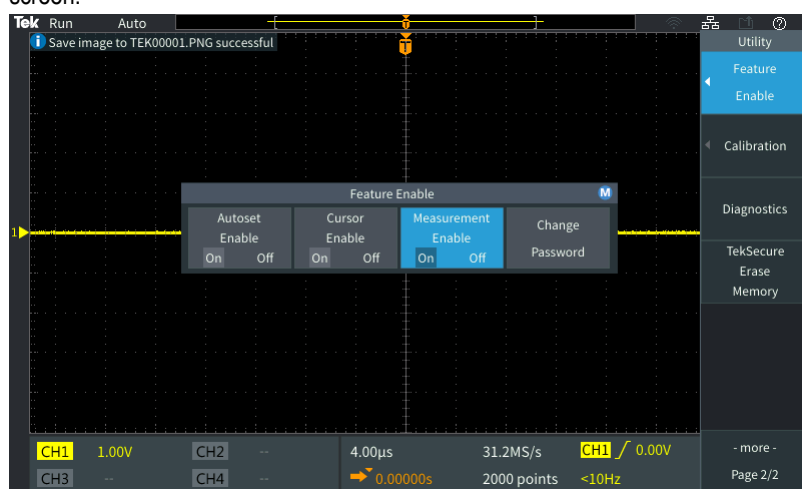 screen.
Tek Run Auto
T
i Save image to TEK00001.PNG successful
T
Utility
Feature
Enable
Calibration
Diagnostics
TekSecure
Erase
Memory
Feature Enable M
Autoset
Enable
On Off
Cursor
Enable
On Off
Measurement
Enable
On Off
Change
Password
1
CH1 1.00V CH2 -- 4.00µs 31.2MS/s CH1 0.00V
CH3 -- CH4 -- 0.00000s 2000 points <10Hz
- more -
Page 2/2